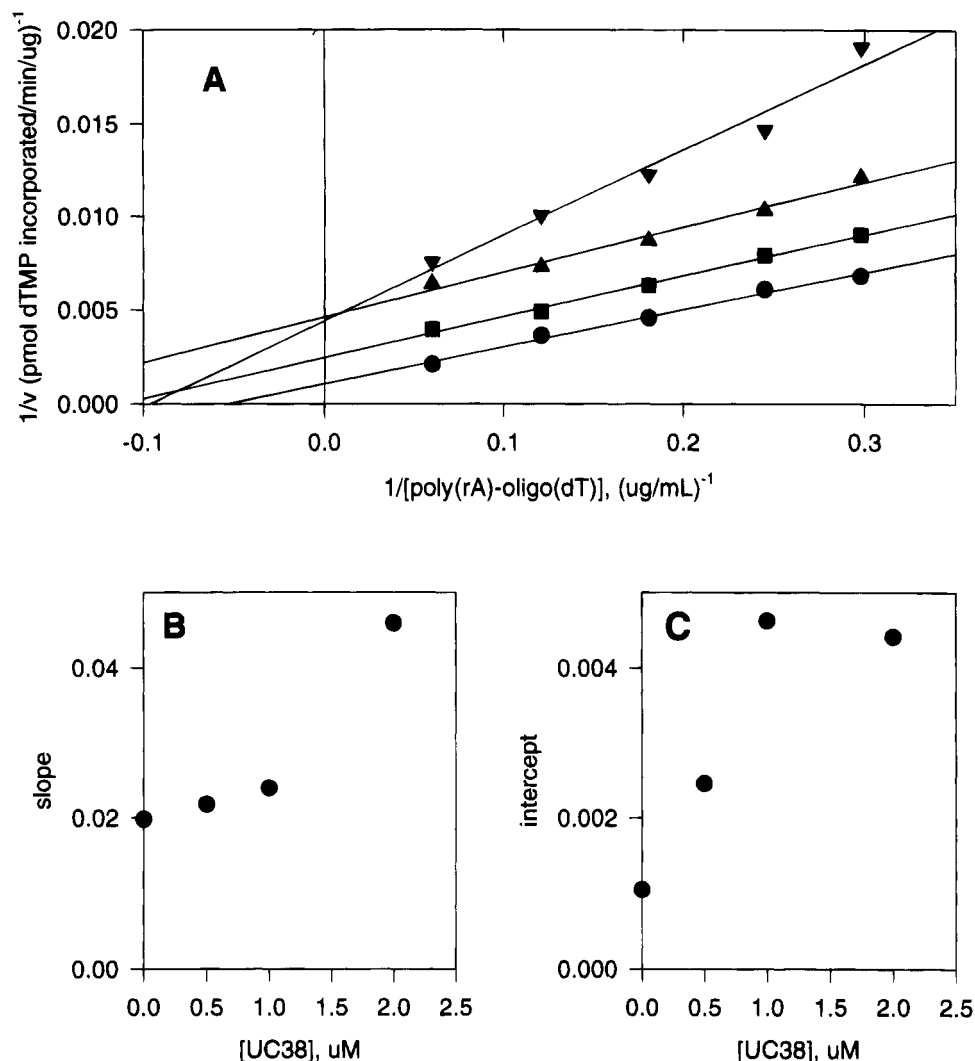 A
0.020
0.015
0.010
0.005
0.000
1/v (pmol dTMP incorporated/min/ug)-1
-0.1 0.0 0.1 0.2 0.3
1/[poly(rA)-oligo(dT)], (ug/mL)-1
B
0.04
0.02
0.00
slope
0.0 0.5 1.0 1.5 2.0 2.5
[UC38], uM
C
0.004
0.002
0.000
intercept
0.0 0.5 1.0 1.5 2.0 2.5
[UC38], uM